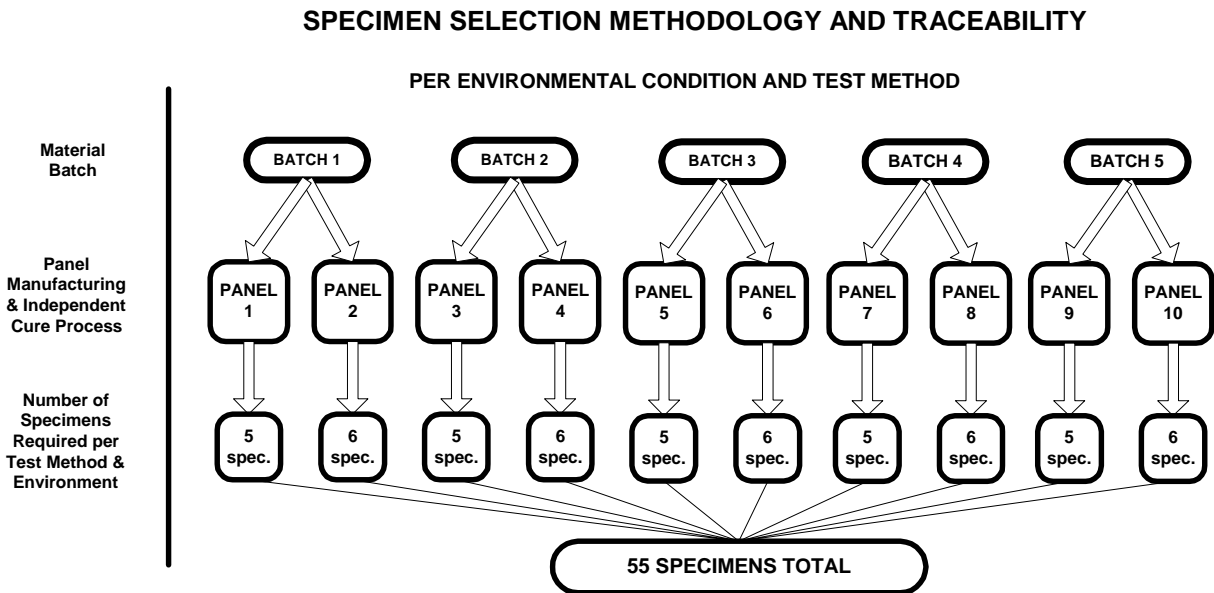 SPECIMEN SELECTION METHODOLOGY AND TRACEABILITY
PER ENVIRONMENTAL CONDITION AND TEST METHOD
Material
Batch
BATCH 1
BATCH 2
BATCH 3
BATCH 4
BATCH 5
Panel
Manufacturing
& Independent
Cure Process
PANEL
1
PANEL
2
PANEL
3
PANEL
4
PANEL
5
PANEL
6
PANEL
7
PANEL
8
PANEL
9
PANEL
10
Number of
Specimens
Required per
Test Method &
Environment
5
spec.
6
spec.
5
spec.
6
spec.
5
spec.
6
spec.
5
spec.
6
spec.
5
spec.
6
spec.
55 SPECIMENS TOTAL